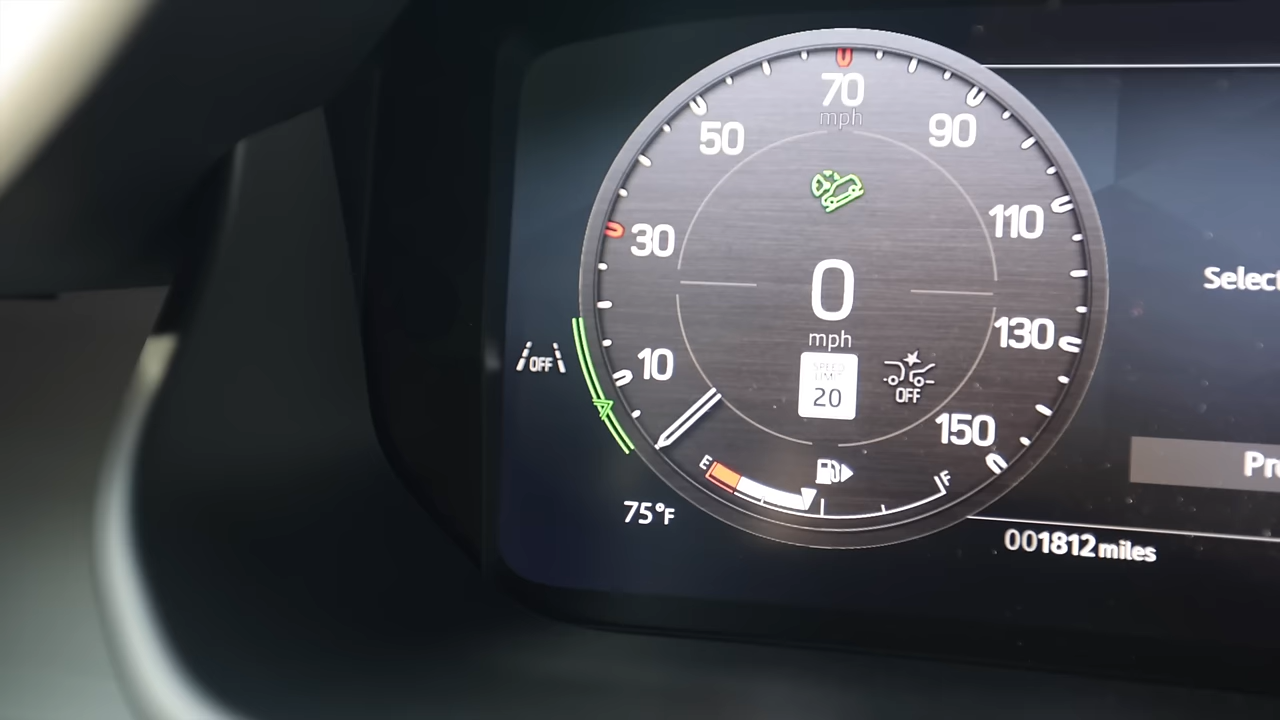 70
mph
50
90
30
110
0
mph
Select
130
OFF
10
SPEED
LIMIT
20
OFF
150
E
F
75°F
Pr
001812 miles